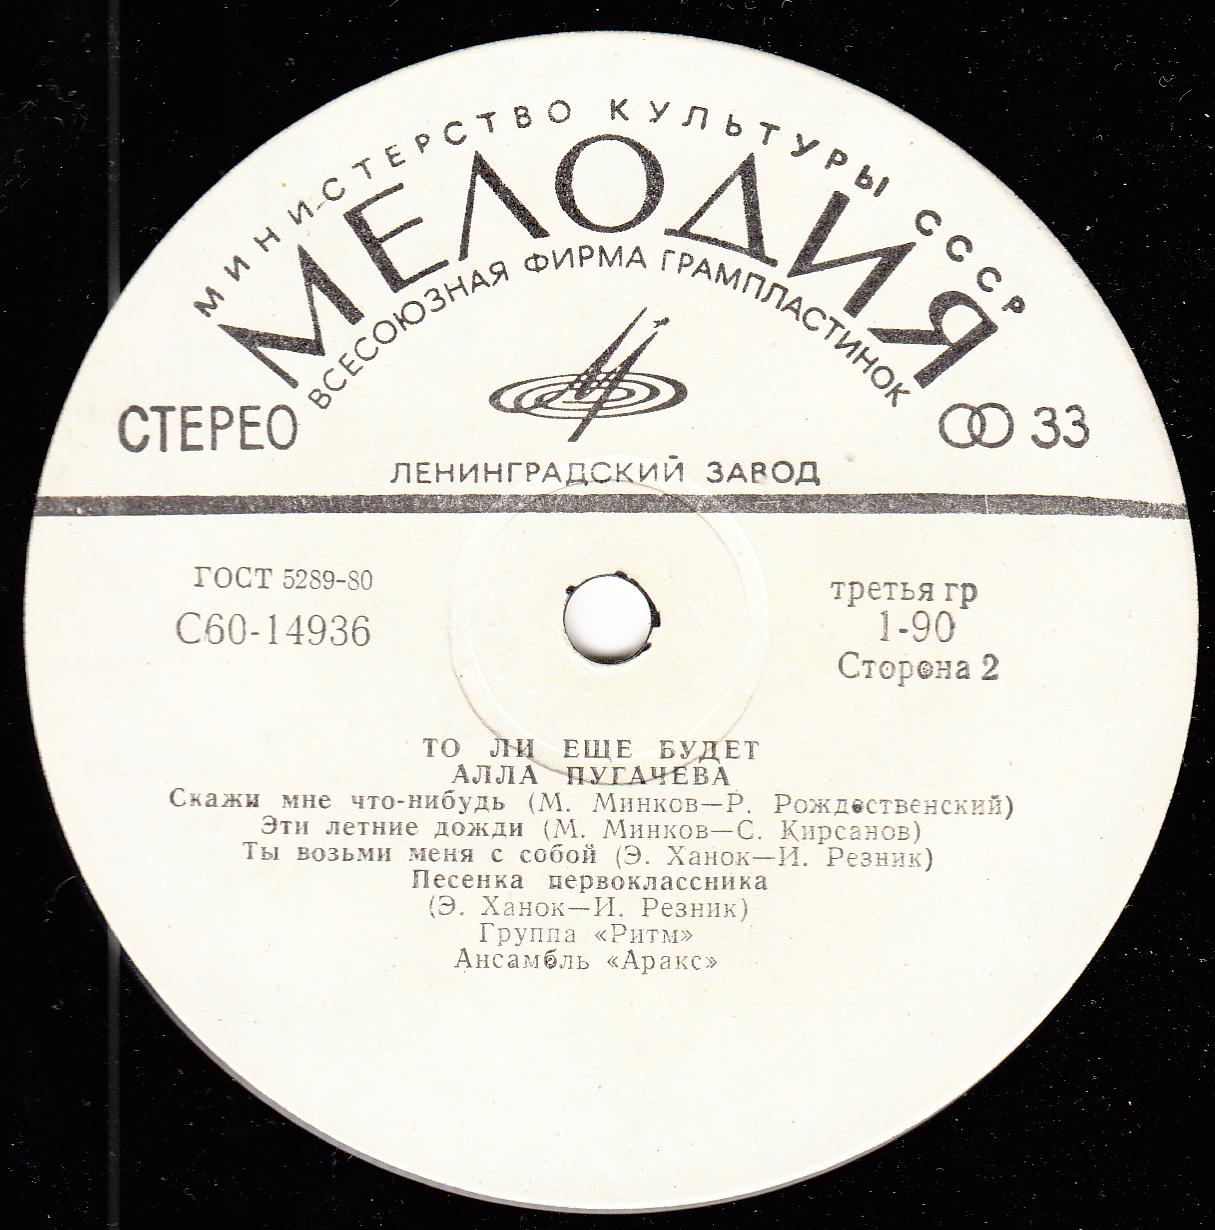 МИНИСТЕРСТВО КУЛЬТУРЫ СССР
МЕЛОДИЯ
ВСЕСОЮЗНАЯ ФИРМА ГРАМПЛАСТИНОК
СТЕРЕО
33
ЛЕНИНГРАДСКИЙ ЗАВОД
ГОСТ 5289-80
С60-14936
третья гр
1-90
Сторона 2
ТО ЛИ ЕЩЕ БУДЕТ
АЛЛА ПУГАЧЕВА
Скажи мне что-нибудь (М. Минков—Р. Рождественский)
Эти летние дожди (М. Минков—С. Кирсанов)
Ты возьми меня с собой (Э. Ханок—И. Резник)
Песенка первоклассника
(Э. Ханок—И. Резник)
Группа «Ритм»
Ансамбль «Аракс»